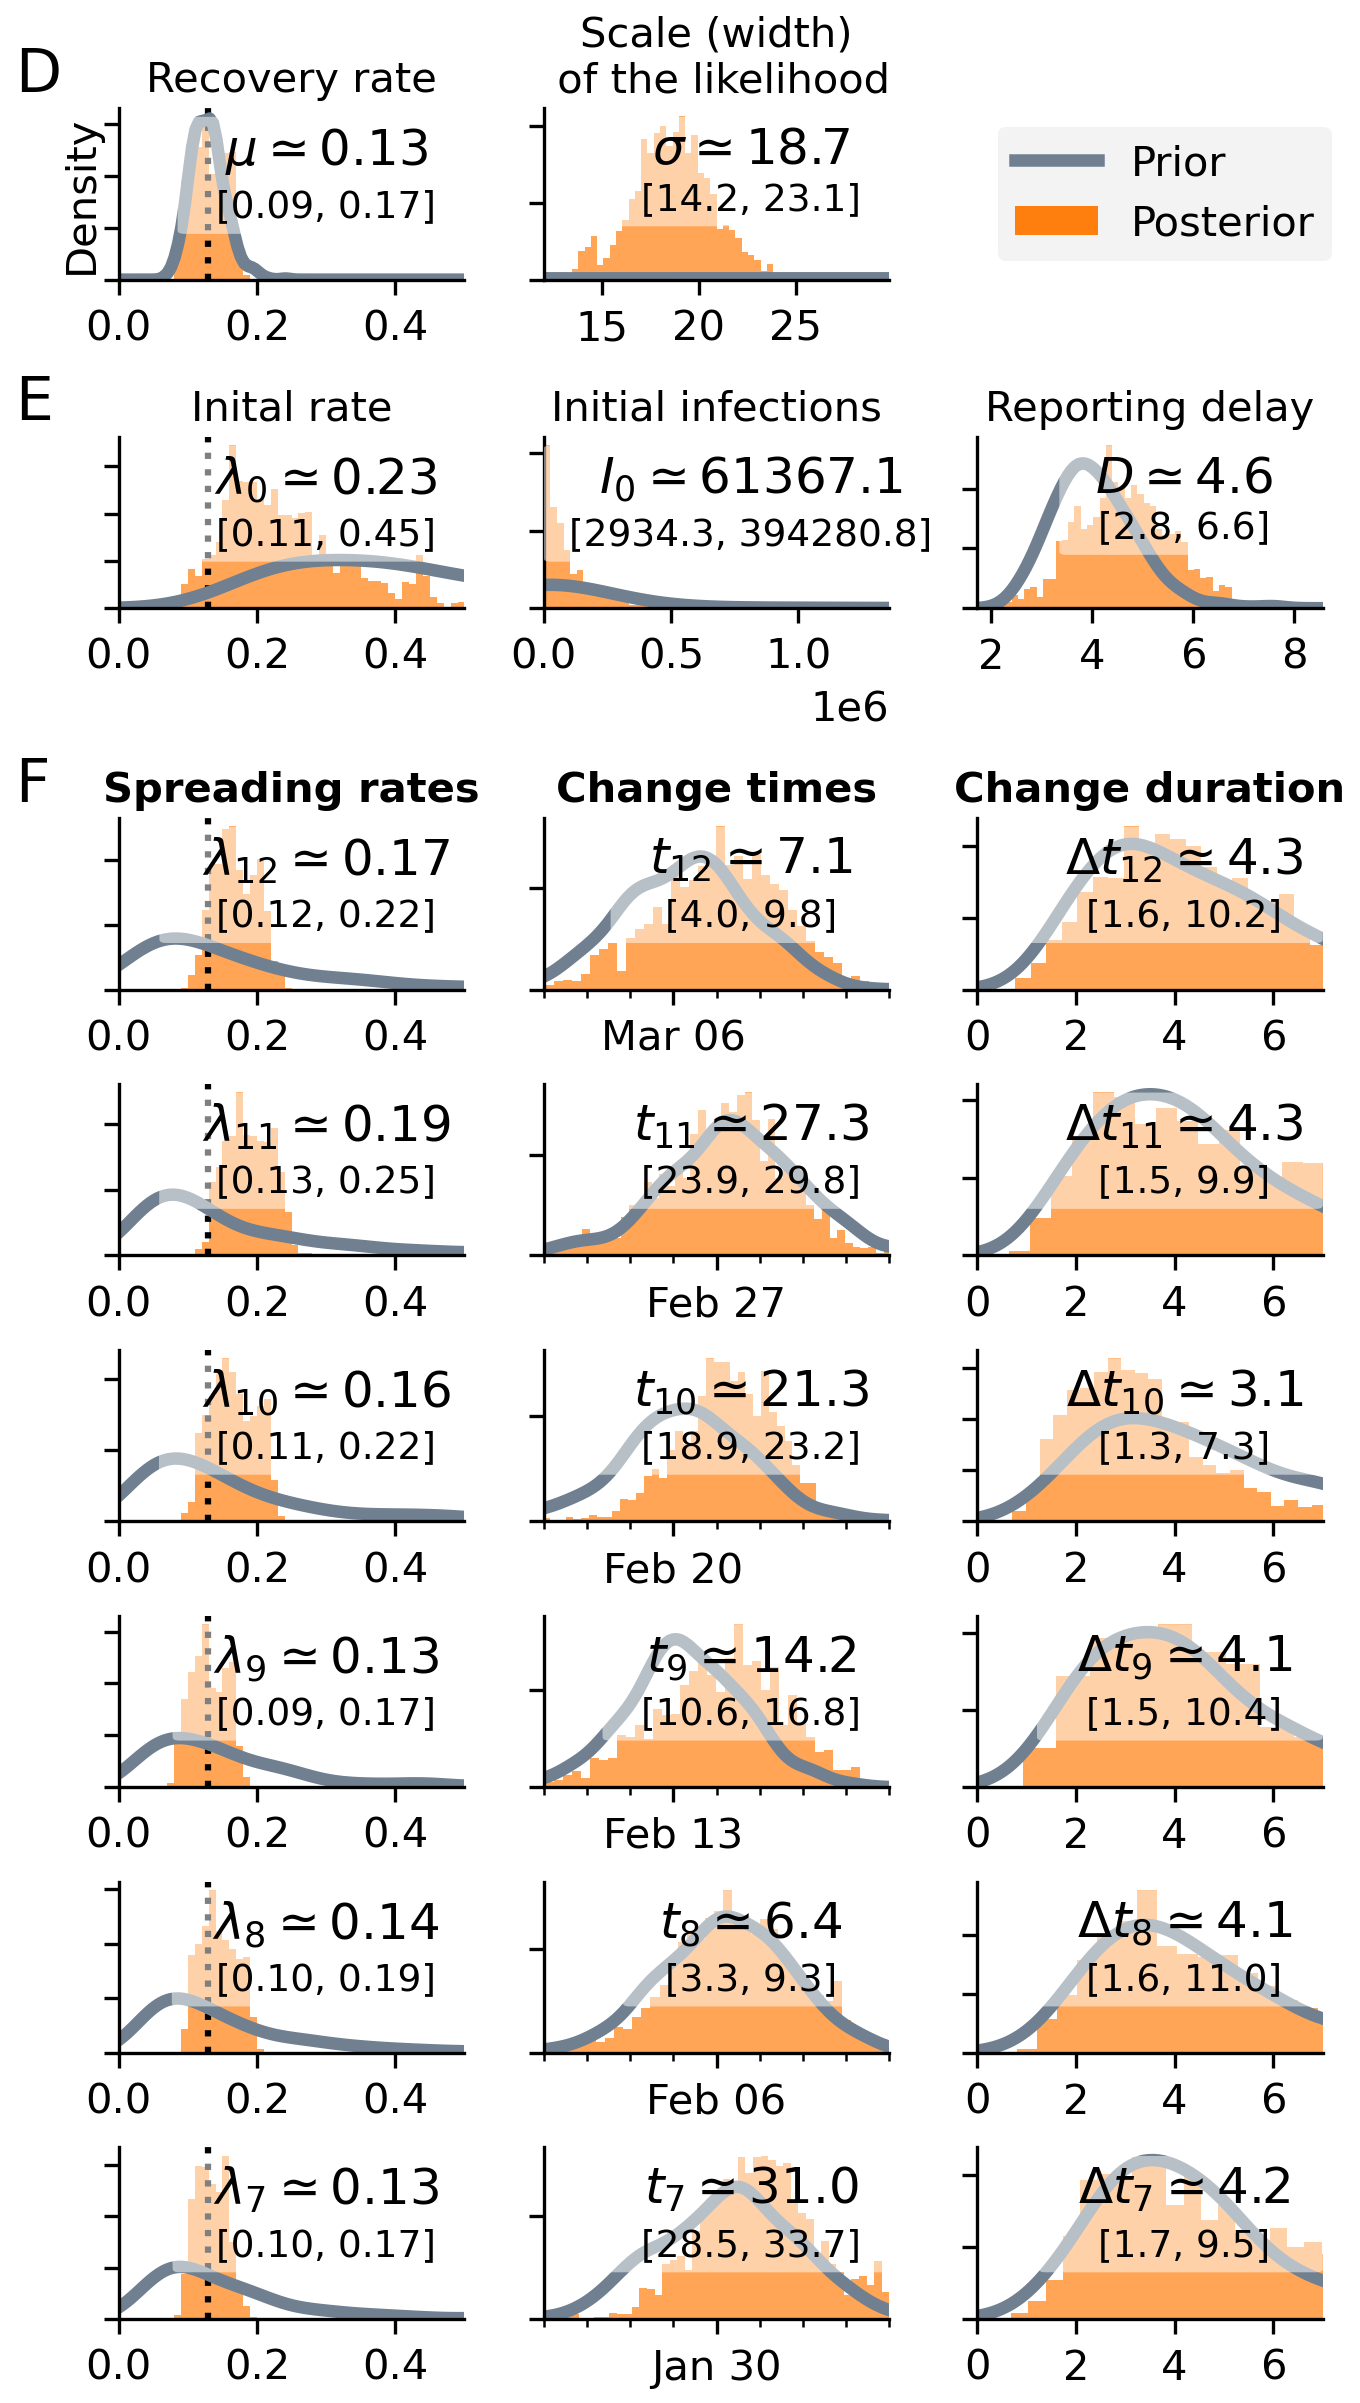 D
Recovery rate
Density
μ ≃ 0.13
[0.09, 0.17]
0.0 0.2 0.4
Scale (width)
of the likelihood
σ ≃ 18.7
[14.2, 23.1]
15 20 25
Prior
Posterior
E
Inital rate
λ0 ≃ 0.23
[0.11, 0.45]
0.0 0.2 0.4
Initial infections
I0 ≃ 61367.1
[2934.3, 394280.8]
0.0 0.5 1.0
1e6
Reporting delay
D ≃ 4.6
[2.8, 6.6]
2 4 6 8
F
Spreading rates Change times Change duration
λ12 ≃ 0.17
[0.12, 0.22]
0.0 0.2 0.4
t12 ≃ 7.1
[4.0, 9.8]
Mar 06
Δt12 ≃ 4.3
[1.6, 10.2]
0 2 4 6
λ11 ≃ 0.19
[0.13, 0.25]
0.0 0.2 0.4
t11 ≃ 27.3
[23.9, 29.8]
Feb 27
Δt11 ≃ 4.3
[1.5, 9.9]
0 2 4 6
λ10 ≃ 0.16
[0.11, 0.22]
0.0 0.2 0.4
t10 ≃ 21.3
[18.9, 23.2]
Feb 20
Δt10 ≃ 3.1
[1.3, 7.3]
0 2 4 6
λ9 ≃ 0.13
[0.09, 0.17]
0.0 0.2 0.4
t9 ≃ 14.2
[10.6, 16.8]
Feb 13
Δt9 ≃ 4.1
[1.5, 10.4]
0 2 4 6
λ8 ≃ 0.14
[0.10, 0.19]
0.0 0.2 0.4
t8 ≃ 6.4
[3.3, 9.3]
Feb 06
Δt8 ≃ 4.1
[1.6, 11.0]
0 2 4 6
λ7 ≃ 0.13
[0.10, 0.17]
0.0 0.2 0.4
t7 ≃ 31.0
[28.5, 33.7]
Jan 30
Δt7 ≃ 4.2
[1.7, 9.5]
0 2 4 6